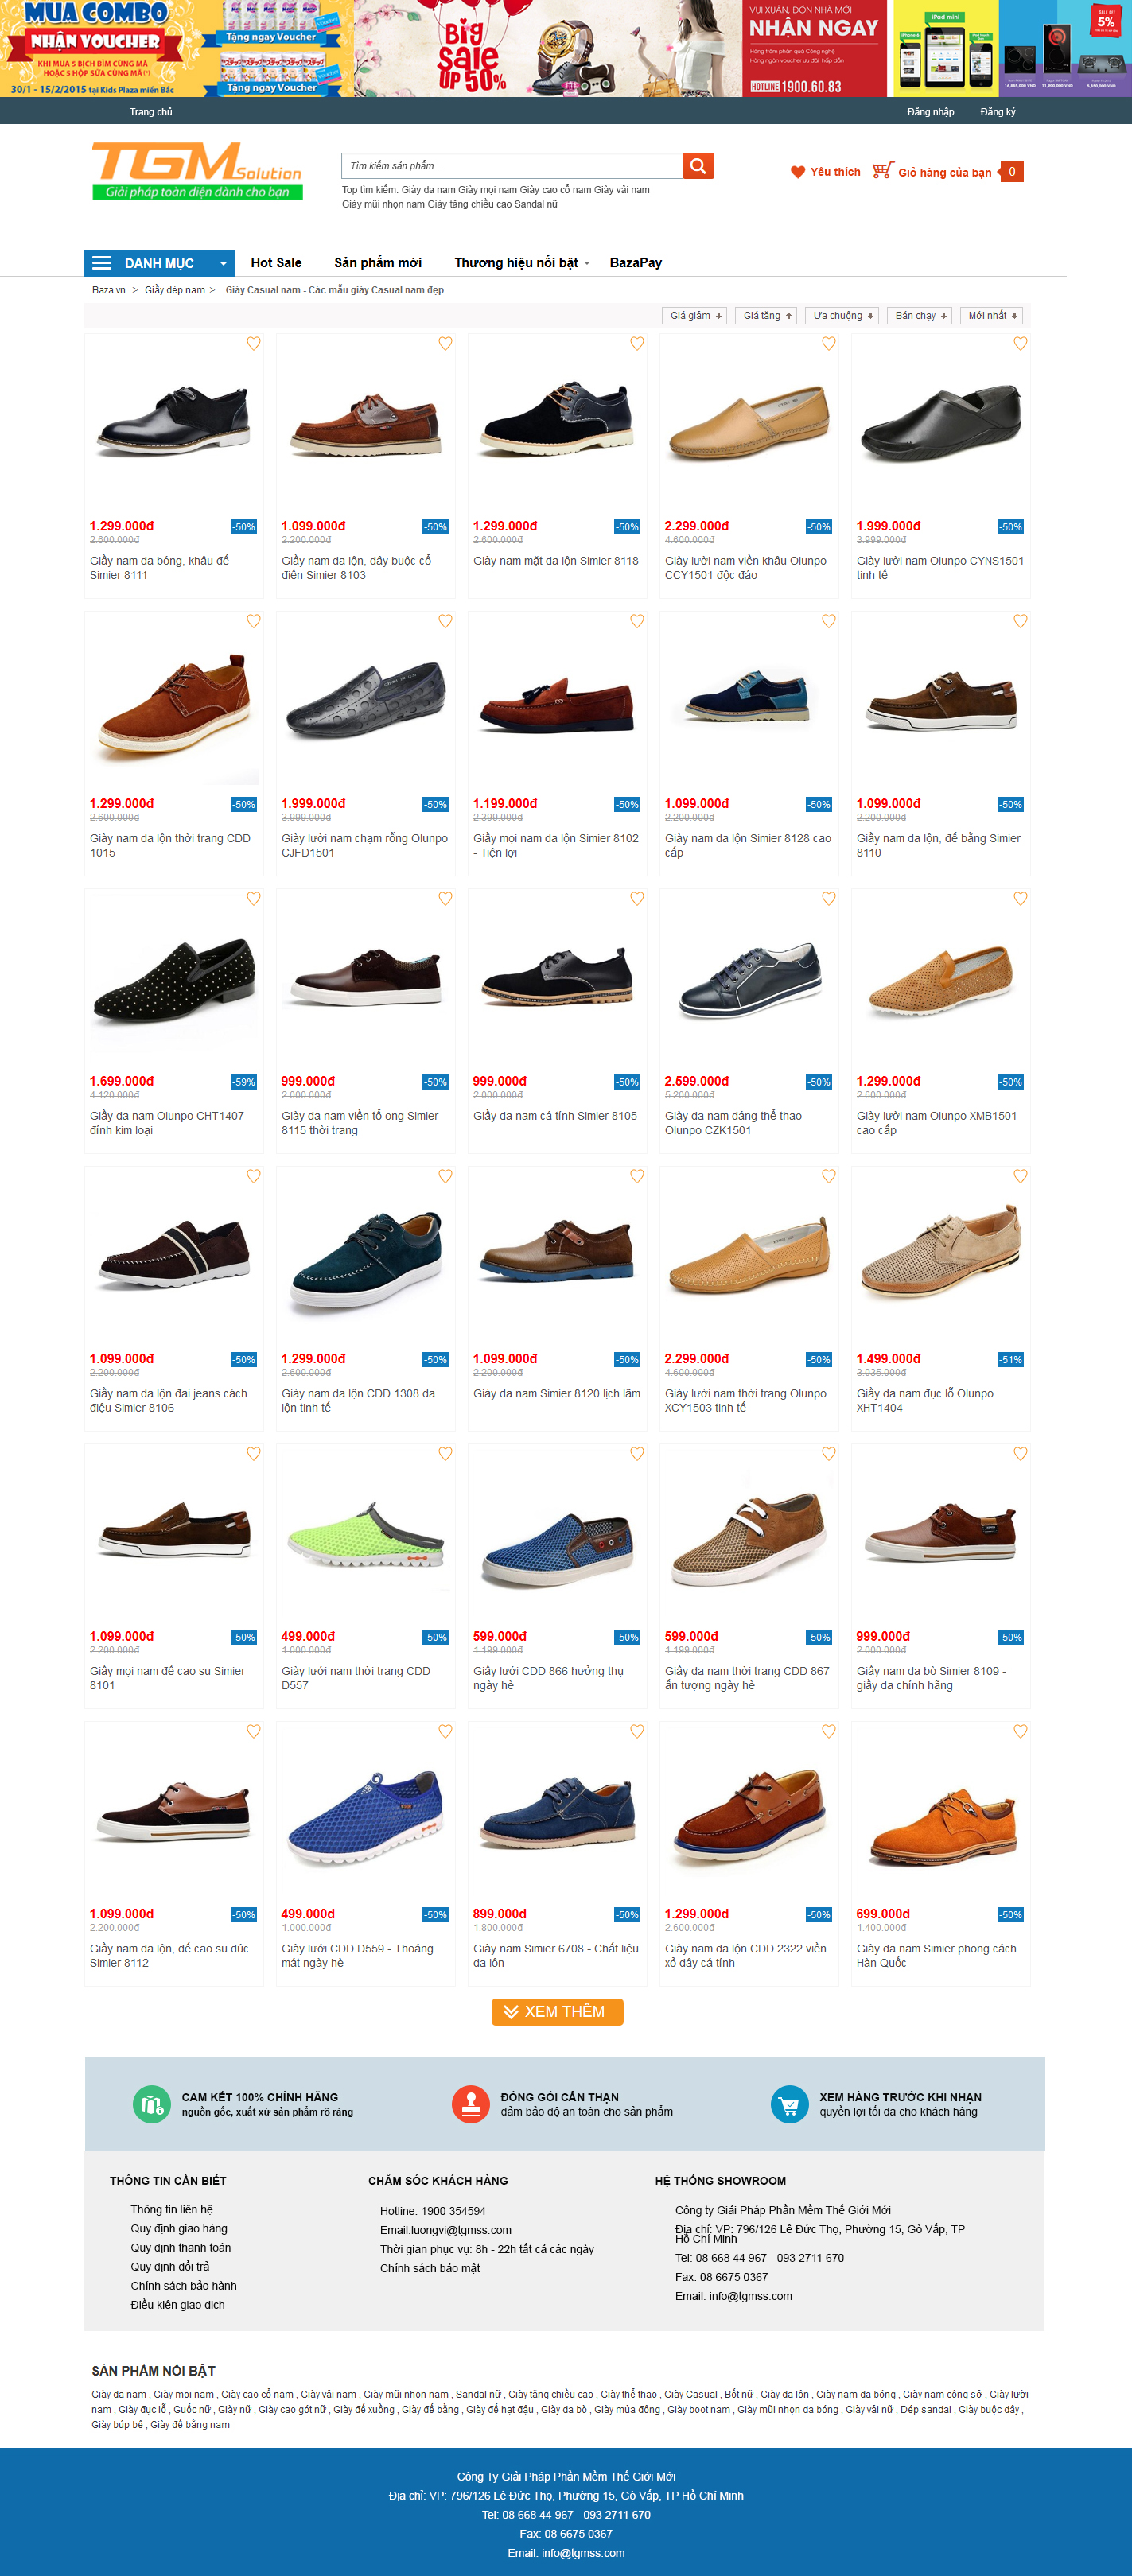 MUA COMBO
NHẬN VOUCHER
KHI MUA 5 BỊCH BỈM CÙNG MÃ
HOẶC 5 HỘP SỮA CÙNG MÃ(*)
30/1 - 15/2/2015 tại Kids Plaza miền Bắc
Tặng ngay Voucher
Tặng ngay Voucher
Big
sale
UP 50%
VUI XUÂN, ĐÓN NHÀ MỚI
NHẬN NGAY
Hàng trăm phần quà Công nghệ
Hàng ngàn voucher ưu đãi hấp dẫn
HOTLINE 1900.60.83
iPad mini
5%
Trang chủ
Đăng nhập
Đăng ký
TGM Solution
Giải pháp toàn diện dành cho bạn
Tìm kiếm sản phẩm...
Top tìm kiếm: Giày da nam Giày mọi nam Giày cao cổ nam Giày vải nam
Giày mũi nhọn nam Giày tăng chiều cao Sandal nữ
Yêu thích
Giỏ hàng của bạn
0
DANH MỤC
Hot Sale
Sản phẩm mới
Thương hiệu nổi bật
BazaPay
Baza.vn > Giầy dép nam > Giày Casual nam - Các mẫu giày Casual nam đẹp
Giá giảm
Giá tăng
Ưa chuộng
Bán chạy
Mới nhất
1.299.000đ -50%
2.600.000đ
Giầy nam da bóng, khâu đế
Simier 8111
1.099.000đ -50%
2.200.000đ
Giầy nam da lộn, dây buộc cổ
điển Simier 8103
1.299.000đ -50%
2.600.000đ
Giày nam mặt da lộn Simier 8118
2.299.000đ -50%
4.600.000đ
Giày lười nam viền khâu Olunpo
CCY1501 độc đáo
1.999.000đ -50%
3.999.000đ
Giày lười nam Olunpo CYNS1501
tinh tế
1.299.000đ -50%
2.600.000đ
Giày nam da lộn thời trang CDD
1015
1.999.000đ -50%
3.999.000đ
Giày lười nam chạm rỗng Olunpo
CJFD1501
1.199.000đ -50%
2.399.000đ
Giầy mọi nam da lộn Simier 8102
- Tiện lợi
1.099.000đ -50%
2.200.000đ
Giày nam da lộn Simier 8128 cao
cấp
1.099.000đ -50%
2.200.000đ
Giầy nam da lộn, đế bằng Simier
8110
1.699.000đ -59%
4.120.000đ
Giầy da nam Olunpo CHT1407
đính kim loại
999.000đ -50%
2.000.000đ
Giày da nam viền tổ ong Simier
8115 thời trang
999.000đ -50%
2.000.000đ
Giầy da nam cá tính Simier 8105
2.599.000đ -50%
5.200.000đ
Giày da nam dáng thể thao
Olunpo CZK1501
1.299.000đ -50%
2.600.000đ
Giày lười nam Olunpo XMB1501
cao cấp
1.099.000đ -50%
2.200.000đ
Giầy nam da lộn đai jeans cách
điệu Simier 8106
1.299.000đ -50%
2.600.000đ
Giày nam da lộn CDD 1308 da
lộn tinh tế
1.099.000đ -50%
2.200.000đ
Giày da nam Simier 8120 lịch lãm
2.299.000đ -50%
4.600.000đ
Giày lười nam thời trang Olunpo
XCY1503 tinh tế
1.499.000đ -51%
3.035.000đ
Giầy da nam đục lỗ Olunpo
XHT1404
1.099.000đ -50%
2.200.000đ
Giầy mọi nam đế cao su Simier
8101
499.000đ -50%
1.000.000đ
Giày lưới nam thời trang CDD
D557
599.000đ -50%
1.199.000đ
Giầy lưới CDD 866 hưởng thụ
ngày hè
599.000đ -50%
1.199.000đ
Giầy da nam thời trang CDD 867
ấn tượng ngày hè
999.000đ -50%
2.000.000đ
Giầy nam da bò Simier 8109 -
giầy da chính hãng
1.099.000đ -50%
2.200.000đ
Giầy nam da lộn, đế cao su đúc
Simier 8112
499.000đ -50%
1.000.000đ
Giày lưới CDD D559 - Thoáng
mát ngày hè
899.000đ -50%
1.800.000đ
Giày nam Simier 6708 - Chất liệu
da lộn
1.299.000đ -50%
2.600.000đ
Giày nam da lộn CDD 2322 viền
xỏ dây cá tính
699.000đ -50%
1.400.000đ
Giày da nam Simier phong cách
Hàn Quốc
XEM THÊM
CAM KẾT 100% CHÍNH HÃNG
nguồn gốc, xuất xứ sản phẩm rõ ràng
ĐÓNG GÓI CẨN THẬN
đảm bảo độ an toàn cho sản phẩm
XEM HÀNG TRƯỚC KHI NHẬN
quyền lợi tối đa cho khách hàng
THÔNG TIN CẦN BIẾT
Thông tin liên hệ
Quy định giao hàng
Quy định thanh toán
Quy định đổi trả
Chính sách bảo hành
Điều kiện giao dịch
CHĂM SÓC KHÁCH HÀNG
Hotline: 1900 354594
Email:luongvi@tgmss.com
Thời gian phục vụ: 8h - 22h tất cả các ngày
Chính sách bảo mật
HỆ THỐNG SHOWROOM
Công ty Giải Pháp Phần Mềm Thế Giới Mới
Địa chỉ: VP: 796/126 Lê Đức Thọ, Phường 15, Gò Vấp, TP
Hồ Chí Minh
Tel: 08 668 44 967 - 093 2711 670
Fax: 08 6675 0367
Email: info@tgmss.com
SẢN PHẨM NỔI BẬT
Giày da nam , Giày mọi nam , Giày cao cổ nam , Giày vải nam , Giày mũi nhọn nam , Sandal nữ , Giày tăng chiều cao , Giày thể thao , Giày Casual , Bốt nữ , Giày da lộn , Giày nam da bóng , Giày nam công sở , Giày lười
nam , Giày đục lỗ , Guốc nữ , Giày nữ , Giày cao gót nữ , Giày đế xuồng , Giày đế bằng , Giày đế hạt đậu , Giày da bò , Giày mùa đông , Giày boot nam , Giày mũi nhọn da bóng , Giày vải nữ , Dép sandal , Giày buộc dây ,
Giày búp bê , Giày đế bằng nam
Công Ty Giải Pháp Phần Mềm Thế Giới Mới
Địa chỉ: VP: 796/126 Lê Đức Thọ, Phường 15, Gò Vấp, TP Hồ Chí Minh
Tel: 08 668 44 967 - 093 2711 670
Fax: 08 6675 0367
Email: info@tgmss.com